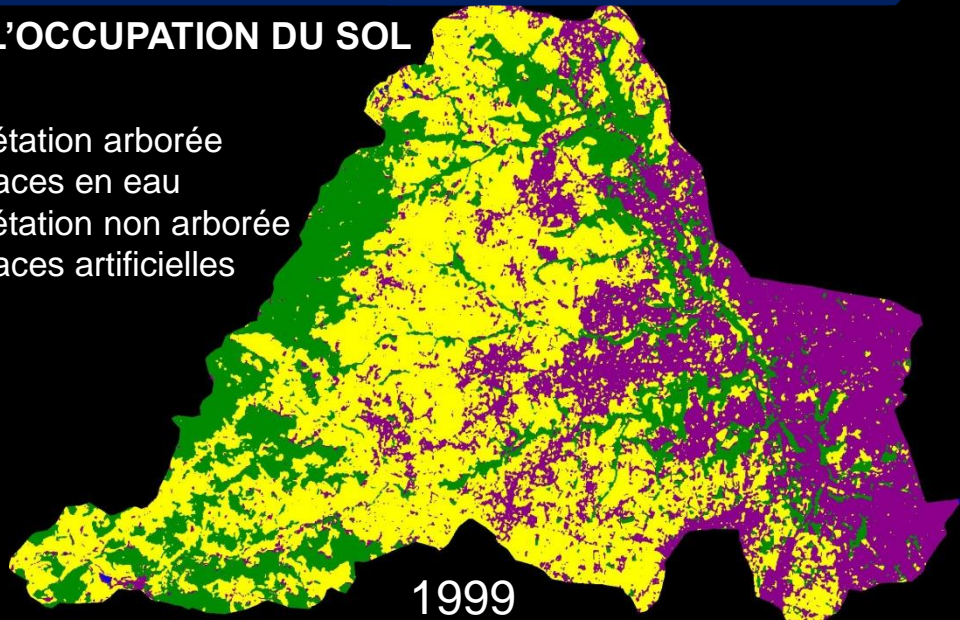 L'OCCUPATION DU SOL
étation arborée
aces en eau
étation non arborée
aces artificielles
1999